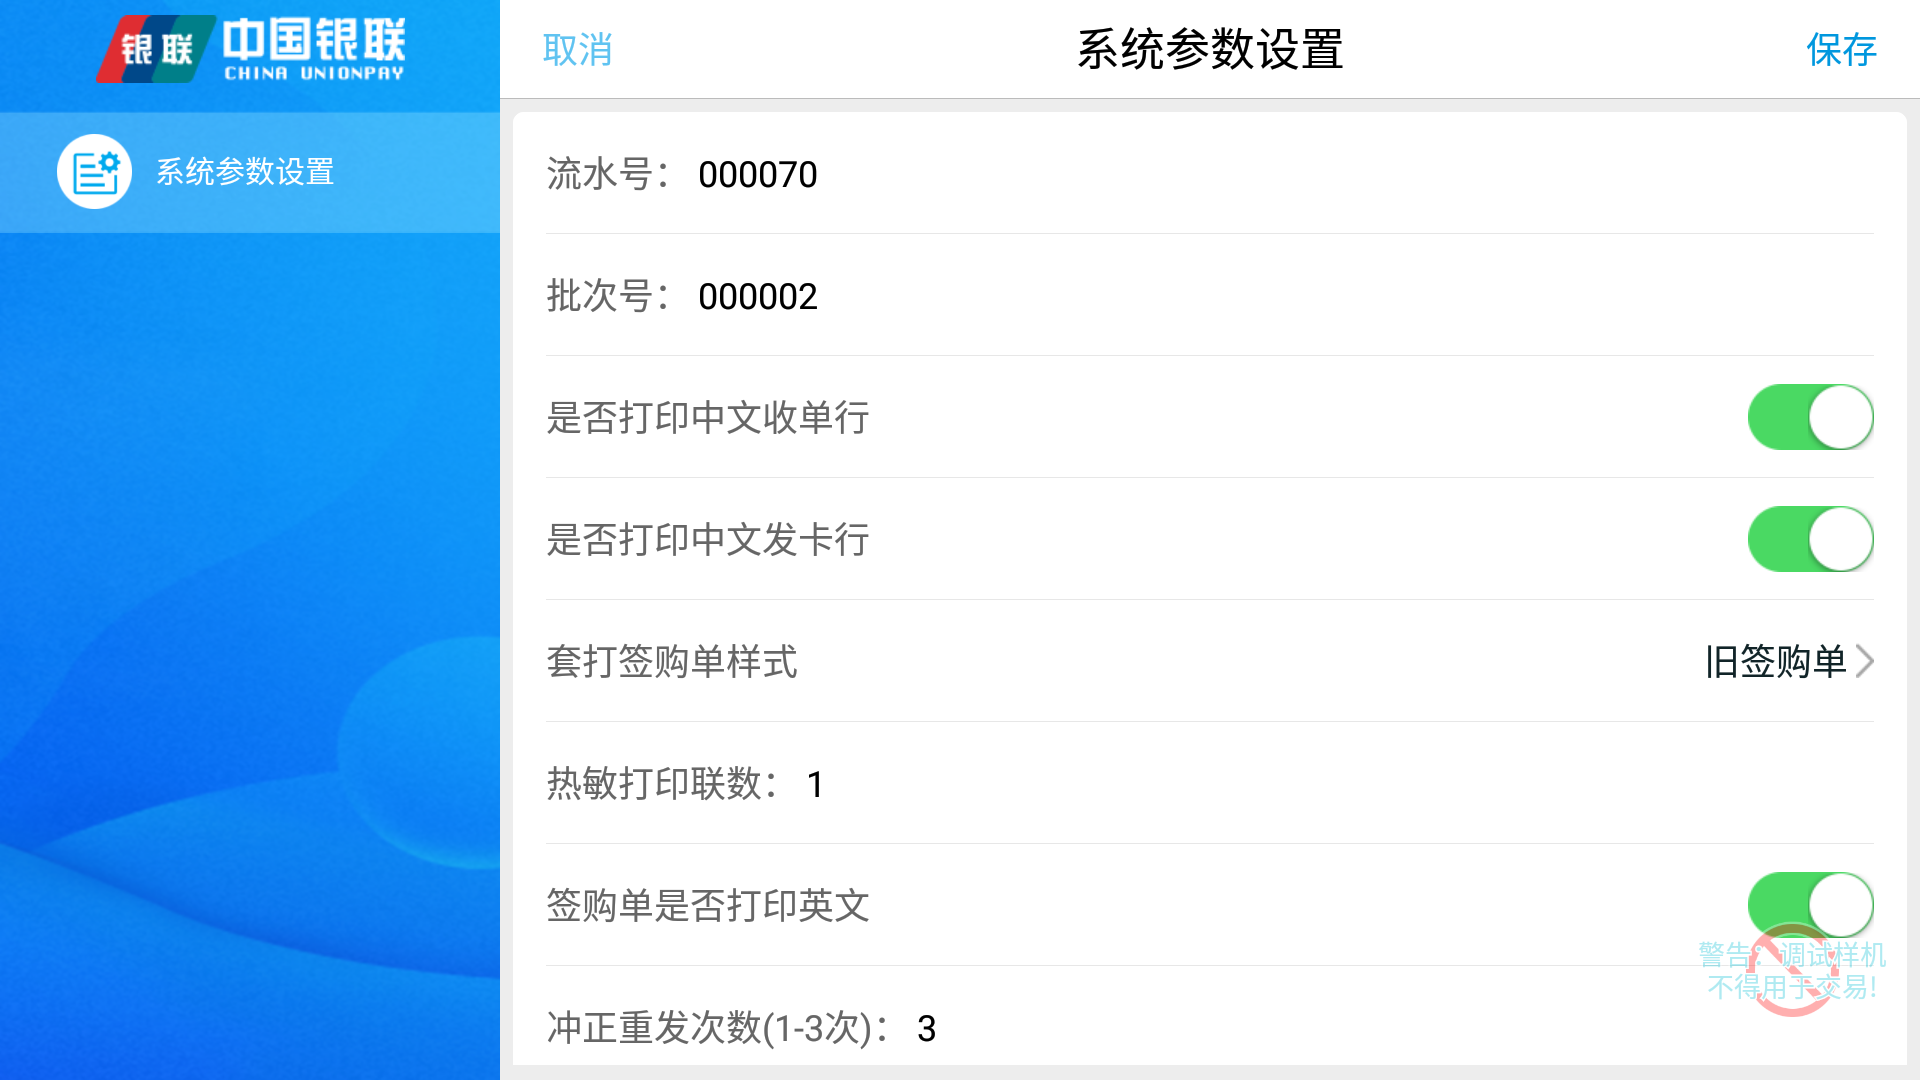 银联 中国银联
CHINA UNIONPAY
系统参数设置
取消 系统参数设置 保存
流水号： 000070
批次号： 000002
是否打印中文收单行
是否打印中文发卡行
套打签购单样式 旧签购单
热敏打印联数： 1
签购单是否打印英文
警告：调试样机
不得用于交易!
冲正重发次数(1-3次)： 3